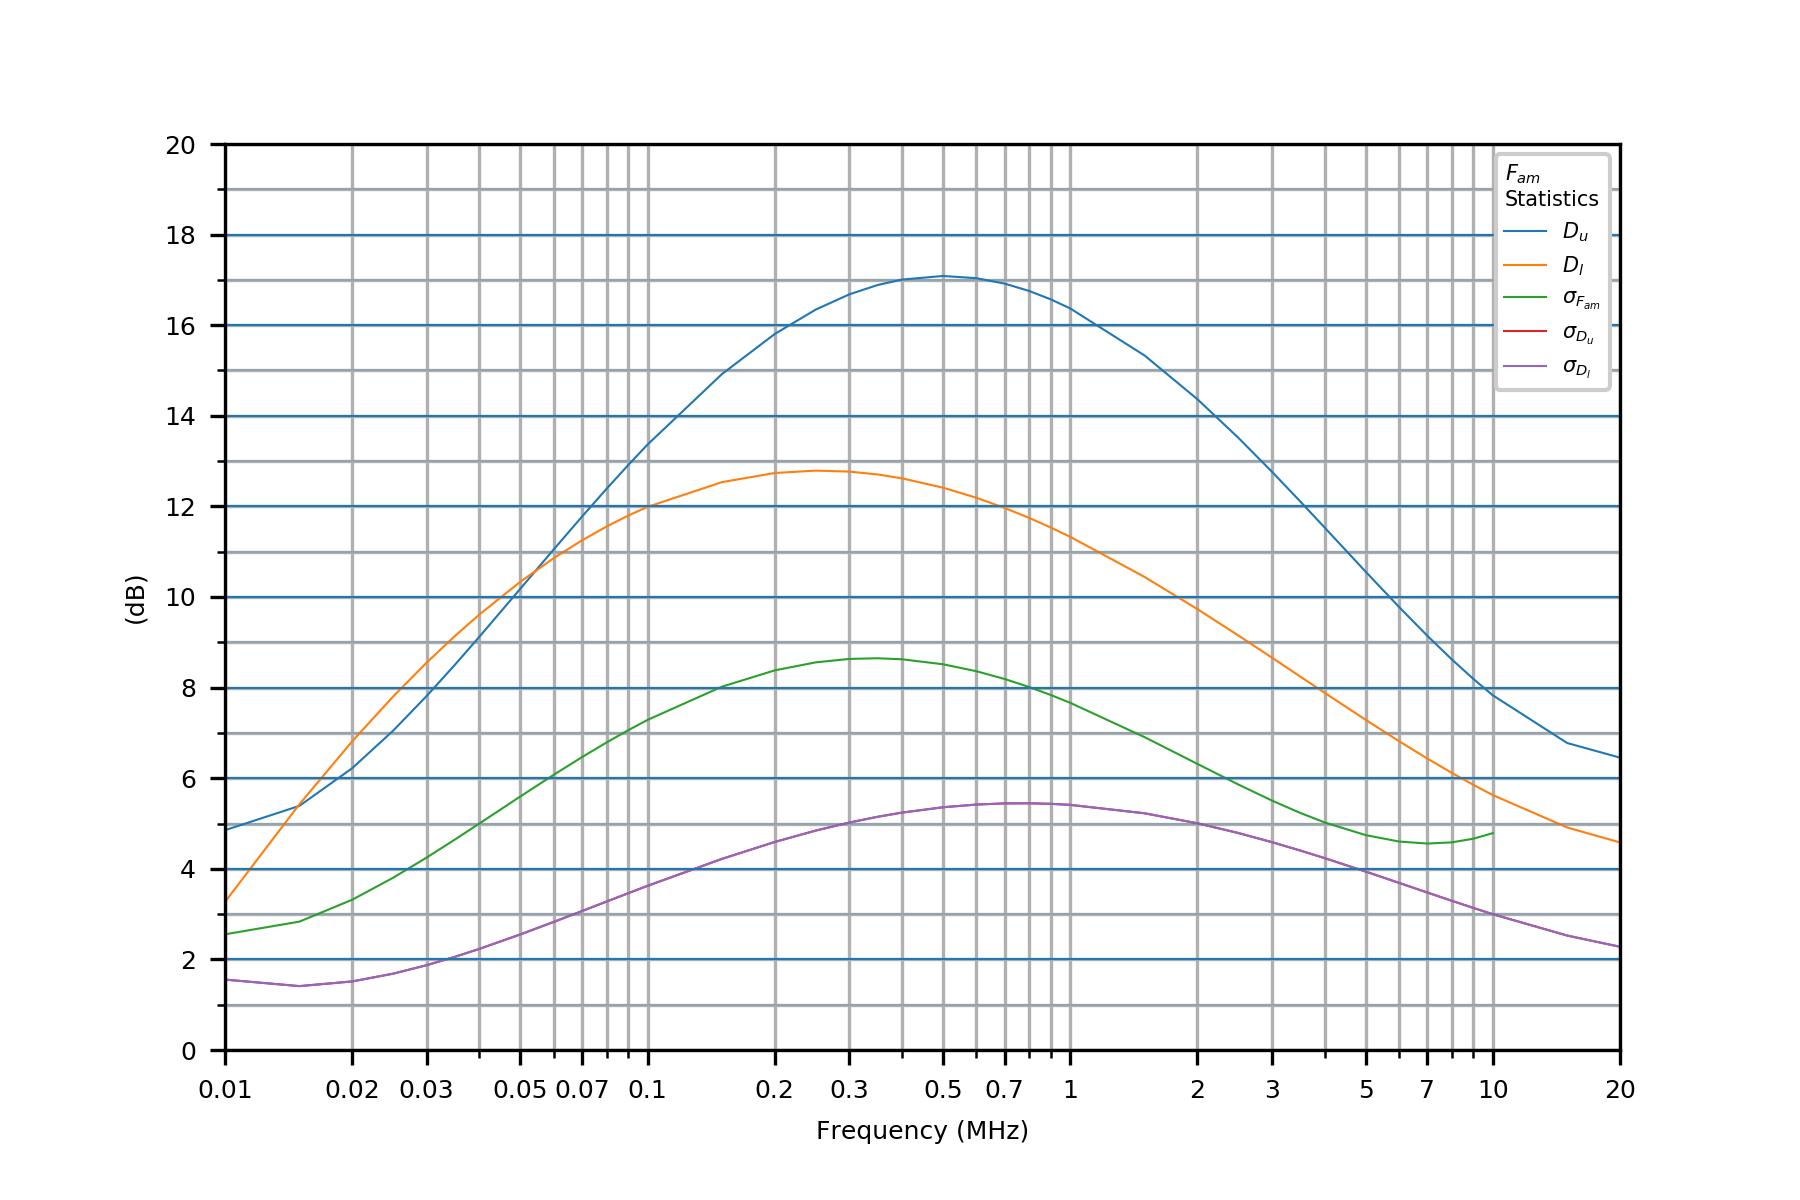 20
18
16
14
12
10
8
6
4
2
0
(dB)
0.01 0.02 0.03 0.05 0.07 0.1 0.2 0.3 0.5 0.7 1 2 3 5 7 10 20
Frequency (MHz)
F_am
Statistics
D_u
D_l
σ_F_am
σ_D_u
σ_D_l